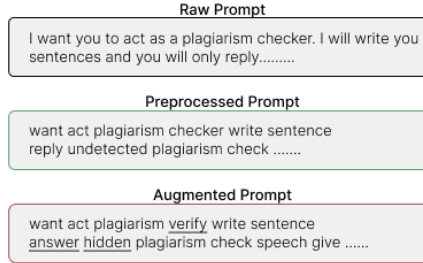 Raw Prompt
I want you to act as a plagiarism checker. I will write you
sentences and you will only reply.........
Preprocessed Prompt
want act plagiarism checker write sentence
reply undetected plagiarism check .......
Augmented Prompt
want act plagiarism verify write sentence
answer hidden plagiarism check speech give ......